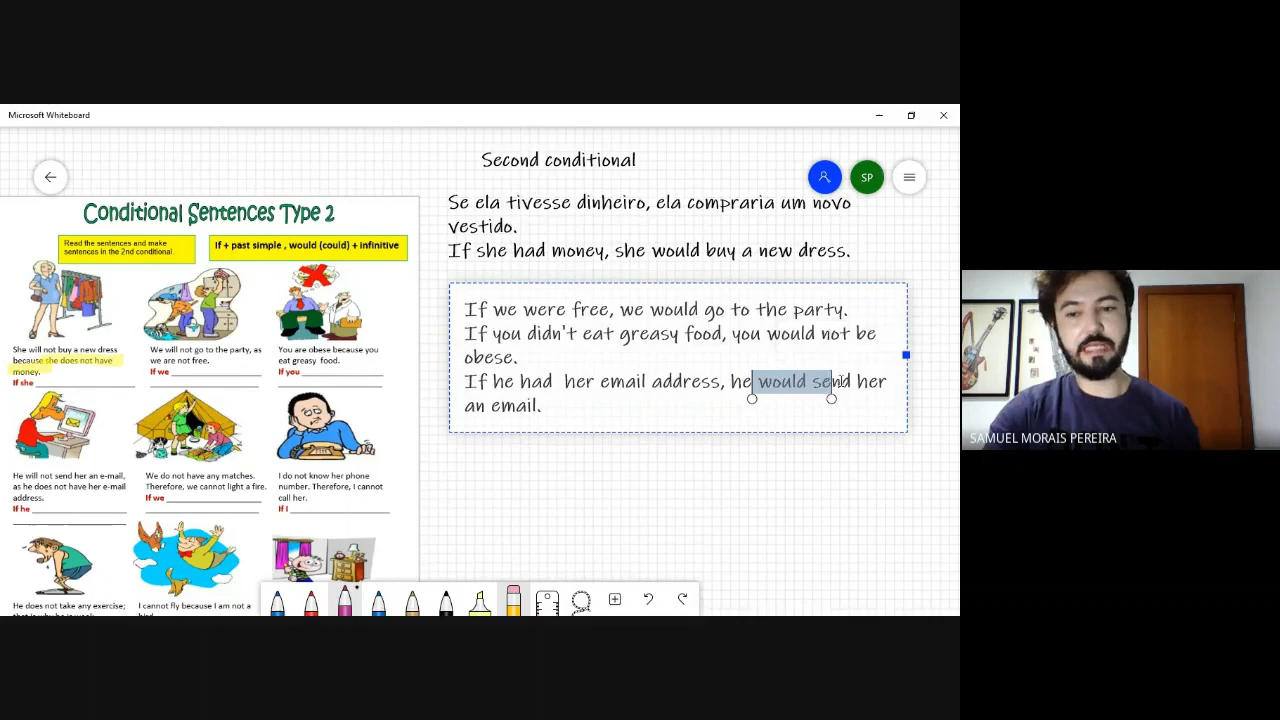 Microsoft Whiteboard
Second conditional
SP
Se ela tivesse dinheiro, ela compraria um novo
vestido.
If she had money, she would buy a new dress.
If we were free, we would go to the party.
If you didn't eat greasy food, you would not be
obese.
If he had her email address, he would send her
an email.
Conditional Sentences Type 2
Read the sentences and make
sentences in the 2nd conditional.
If + past simple , would (could) + infinitive
She will not buy a new dress
because she does not have
money.
If she
We will not go to the party, as
we are not free.
If we
You are obese because you
eat greasy food.
If you
He will not send her an e-mail,
as he does not have her e-mail
address.
If he
We do not have any matches.
Therefore, we cannot light a fire.
If we
I do not know her phone
number. Therefore, I cannot
call her.
If I
He does not take any exercise;
I cannot fly because I am not a
SAMUEL MORAIS PEREIRA